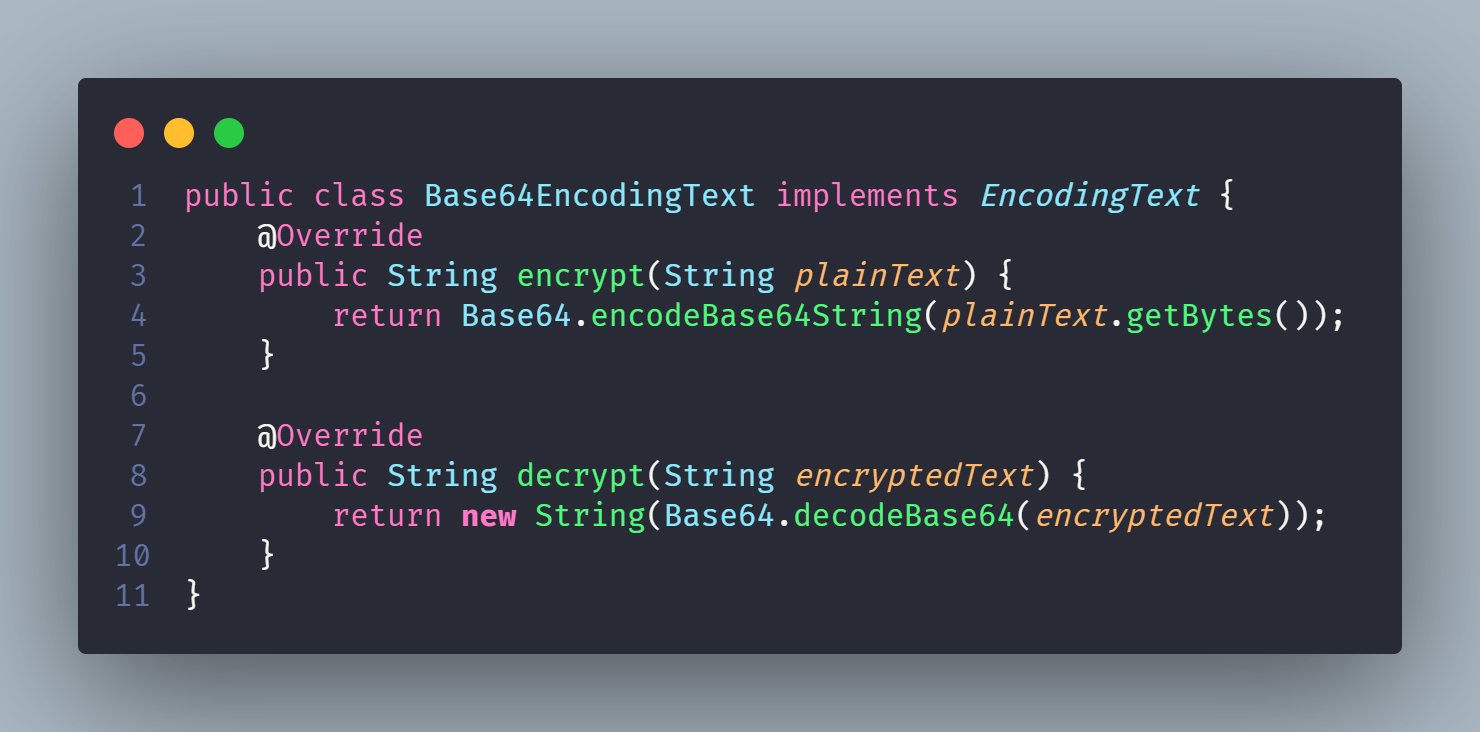 1 public class Base64EncodingText implements EncodingText {
2     @Override
3     public String encrypt(String plainText) {
4         return Base64.encodeBase64String(plainText.getBytes());
5     }
6
7     @Override
8     public String decrypt(String encryptedText) {
9         return new String(Base64.decodeBase64(encryptedText));
10     }
11 }